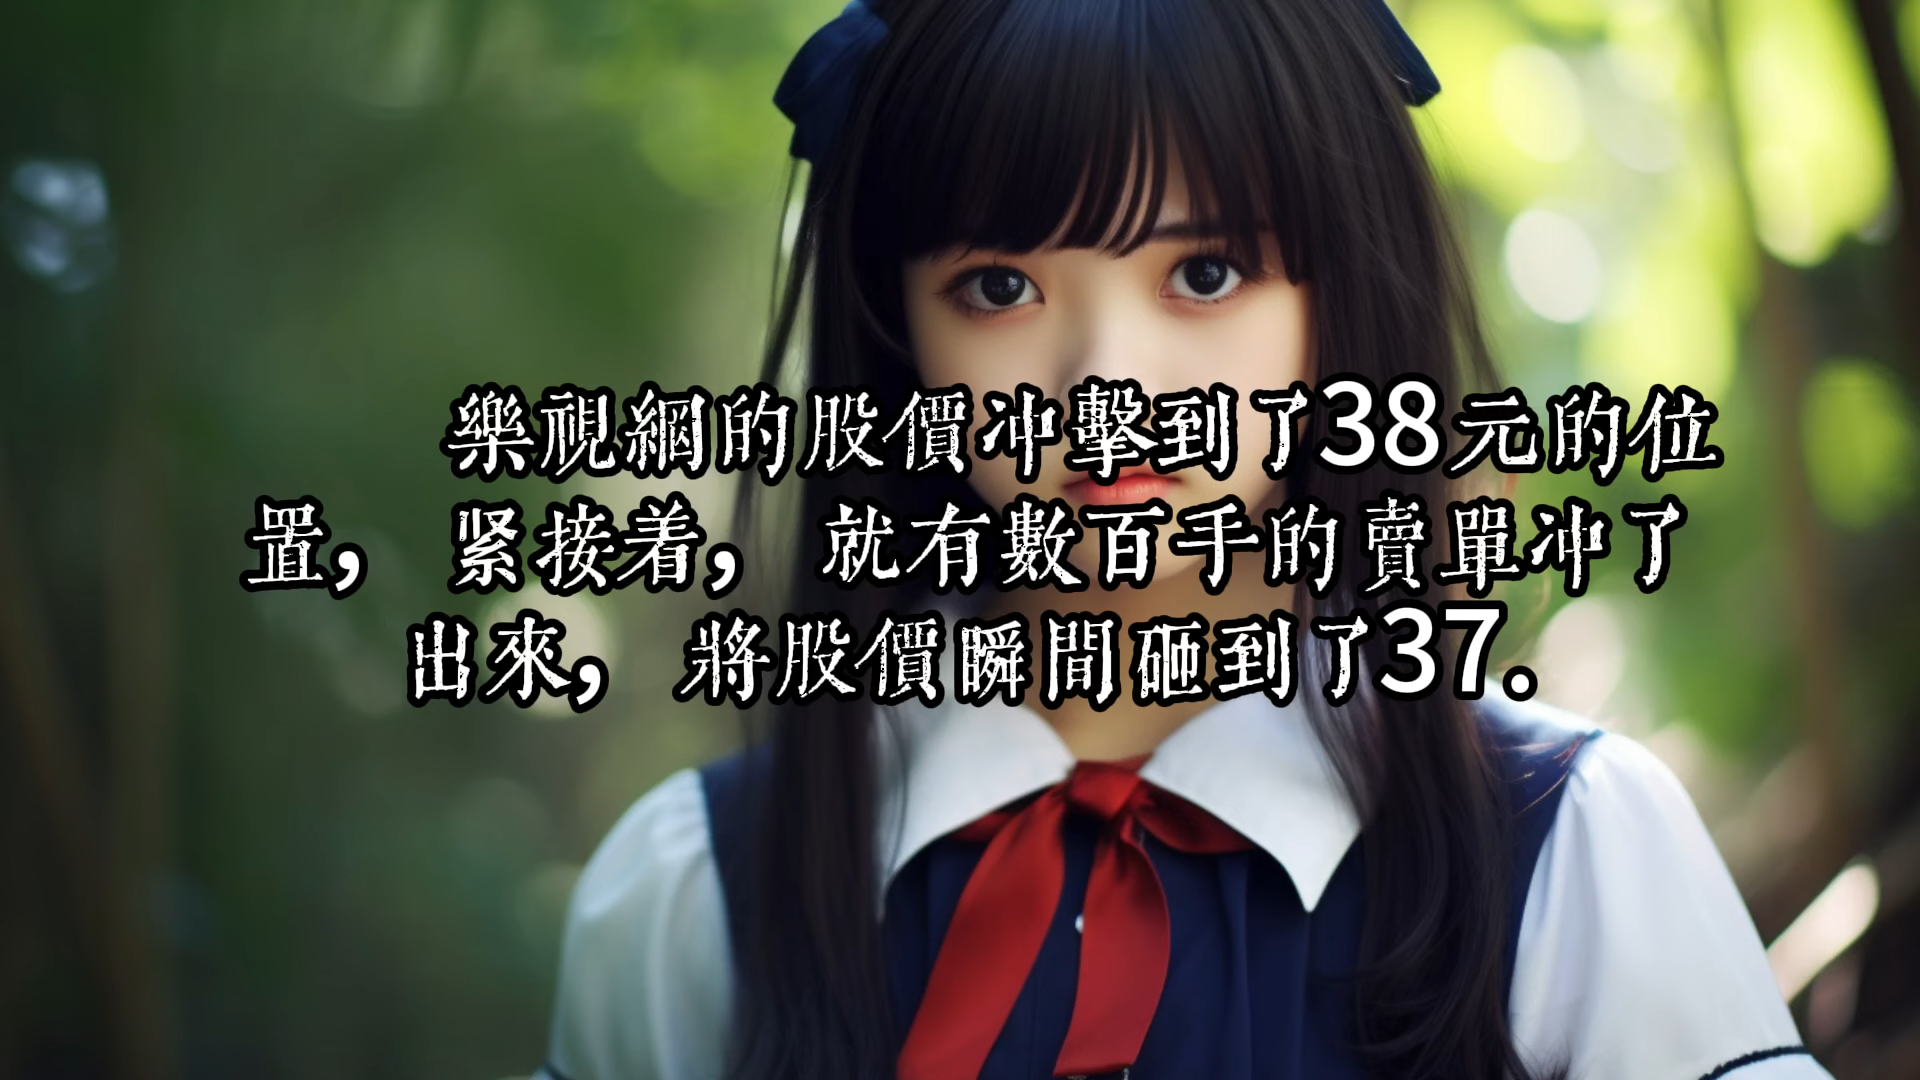 樂視網的股價冲擊到了38元的位
置，緊接着，就有數百手的賣單冲了
出來，將股價瞬間砸到了37.